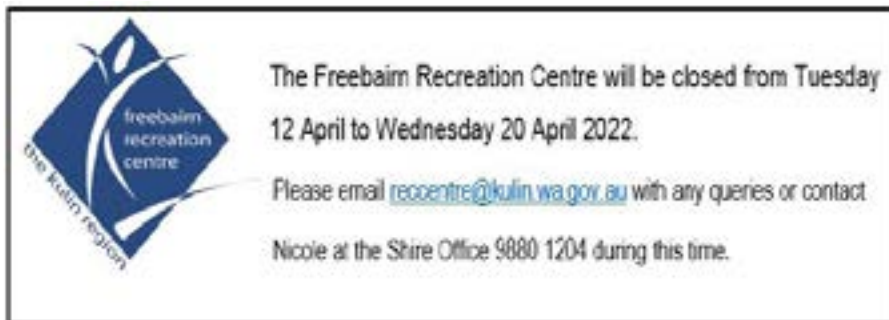 freebairn
recreation
centre
the kulin region
The Freebairn Recreation Centre will be closed from Tuesday
12 April to Wednesday 20 April 2022.
Please email reccentre@kulin.wa.gov.au with any queries or contact
Nicole at the Shire Office 9880 1204 during this time.